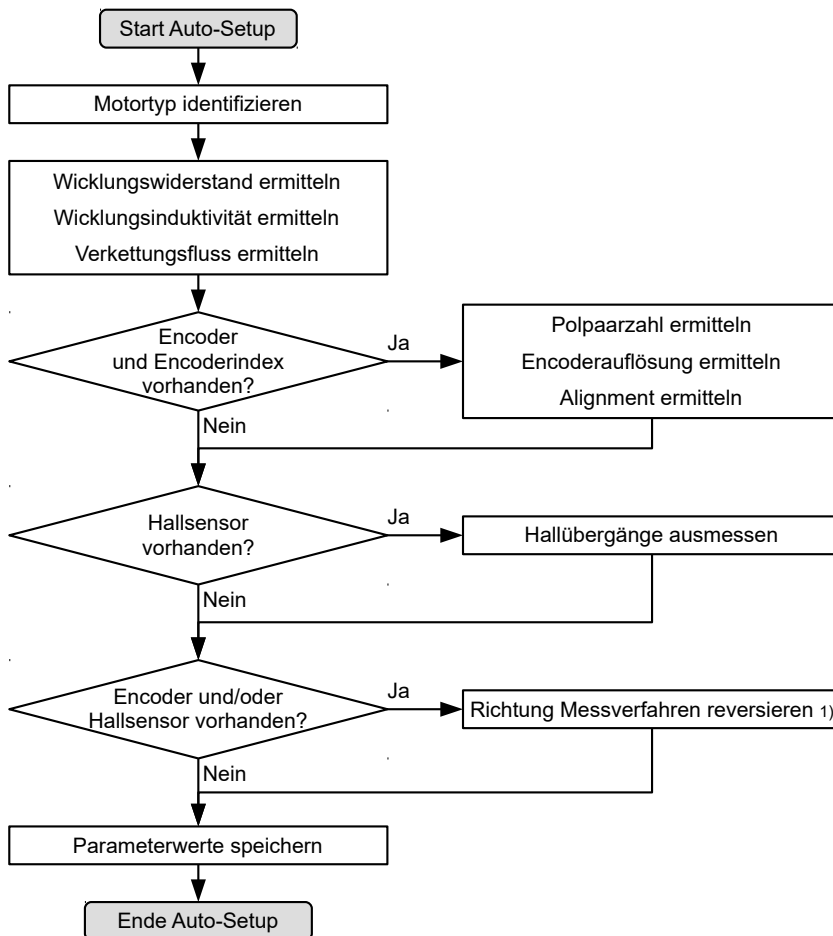 Start Auto-Setup
Motortyp identifizieren
Wicklungswiderstand ermitteln
Wicklungsinduktivität ermitteln
Verkettungsfluss ermitteln
Encoder
und Encoderindex
vorhanden?
Ja
Polpaarzahl ermitteln
Encoderauflösung ermitteln
Alignment ermitteln
Nein
Hallsensor
vorhanden?
Ja
Hallübergänge ausmessen
Nein
Encoder und/oder
Hallsensor vorhanden?
Ja
Richtung Messverfahren reversieren 1)
Nein
Parameterwerte speichern
Ende Auto-Setup